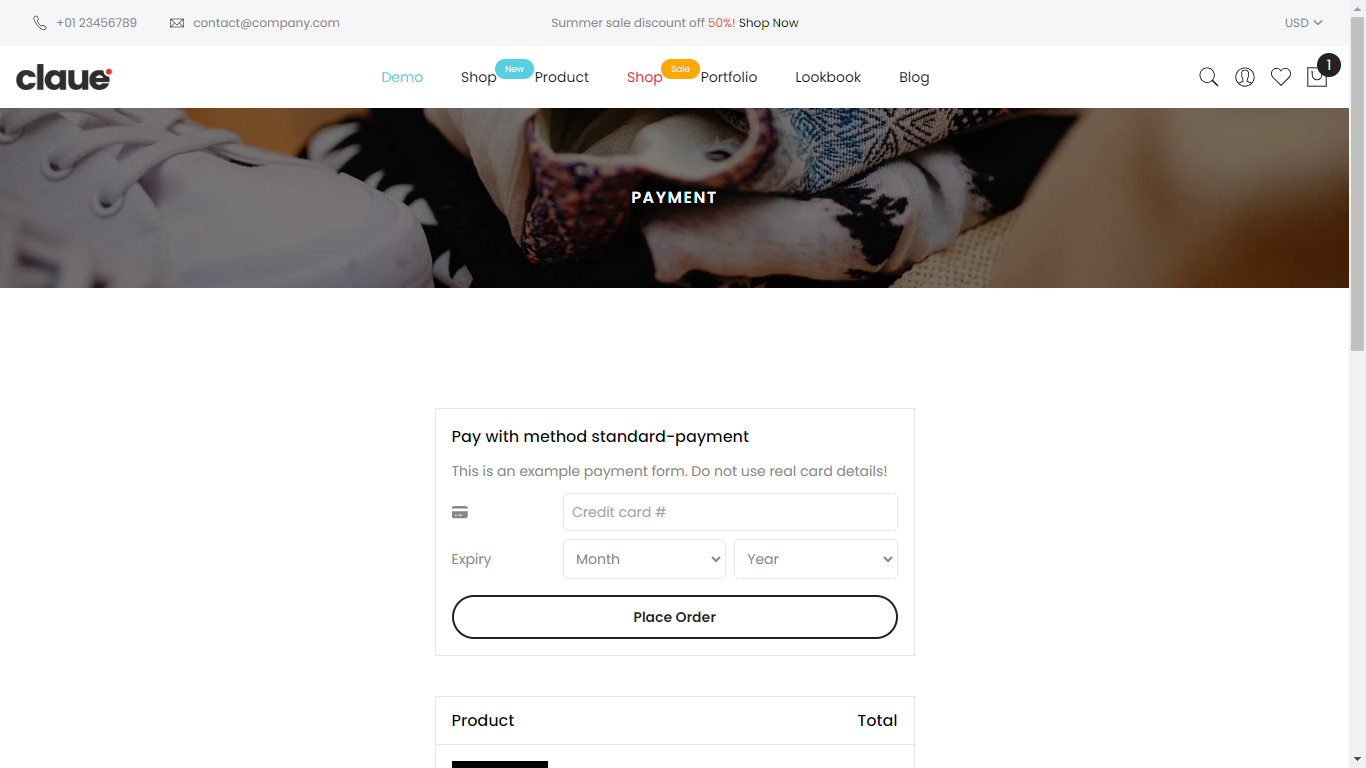 +01 23456789 contact@company.com Summer sale discount off 50%! Shop Now USD
claue Demo Shop New Product Shop Sale Portfolio Lookbook Blog 1
PAYMENT
Pay with method standard-payment
This is an example payment form. Do not use real card details!
Credit card #
Expiry Month Year
Place Order
Product Total